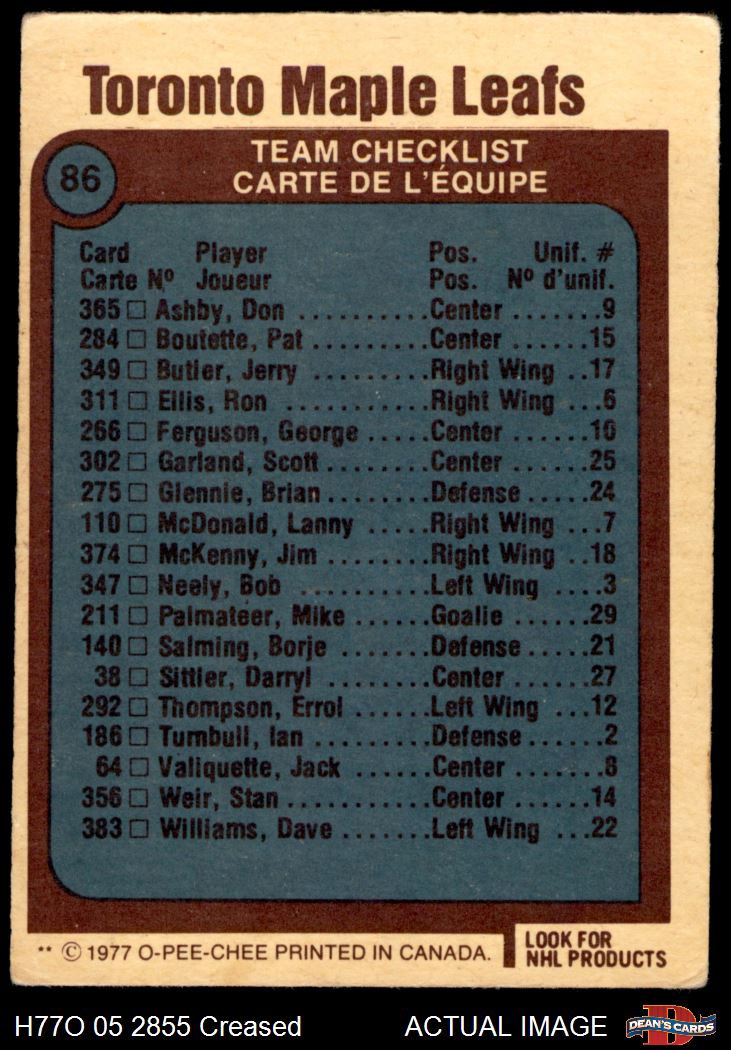 Toronto Maple Leafs
86
TEAM CHECKLIST
CARTE DE L'ÉQUIPE
Card Player Pos. Unif. #
Carte Nº Joueur Pos. Nº d'unif.
365 □ Ashby, Don ..........Center .......9
284 □ Boutette, Pat .........Center ......15
349 □ Butler, Jerry .........Right Wing ..17
311 □ Ellis, Ron ...........Right Wing ...6
266 □ Ferguson, George .....Center ......10
302 □ Garland, Scott ........Center ......25
275 □ Glennie, Brian ........Defense .....24
110 □ McDonald, Lanny .....Right Wing ...7
374 □ McKenny, Jim ........Right Wing ..18
347 □ Neely, Bob ..........Left Wing ....3
211 □ Palmateer, Mike ......Goalie ......29
140 □ Salming, Borje .......Defense .....21
38 □ Sittler, Darryl .......Center ......27
292 □ Thompson, Errol ......Left Wing ...12
186 □ Turnbull, Ian .........Defense ......2
64 □ Valiquette, Jack ......Center .......8
356 □ Weir, Stan ...........Center ......14
383 □ Williams, Dave .......Left Wing ...22
** © 1977 O-PEE-CHEE PRINTED IN CANADA.
LOOK FOR
NHL PRODUCTS
H77O 05 2855 Creased ACTUAL IMAGE
D
DEAN'S CARDS